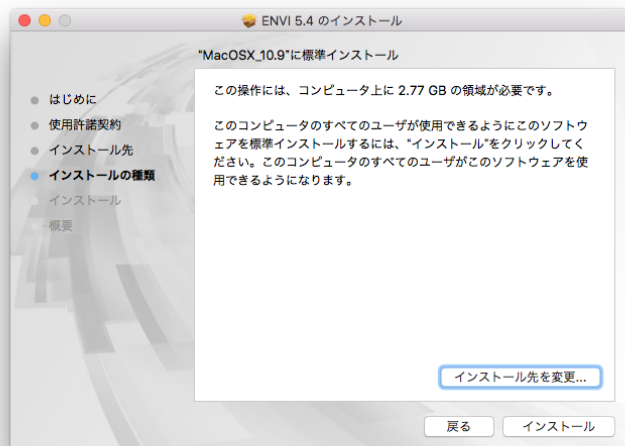 ENVI 5.4 のインストール
"MacOSX_10.9"に標準インストール
はじめに
使用許諾契約
インストール先
インストールの種類
インストール
概要
この操作には、コンピュータ上に 2.77 GB の領域が必要です。
このコンピュータのすべてのユーザが使用できるようにこのソフトウ
ェアを標準インストールするには、"インストール"をクリックしてく
ださい。このコンピュータのすべてのユーザがこのソフトウェアを使
用できるようになります。
インストール先を変更...
戻る
インストール